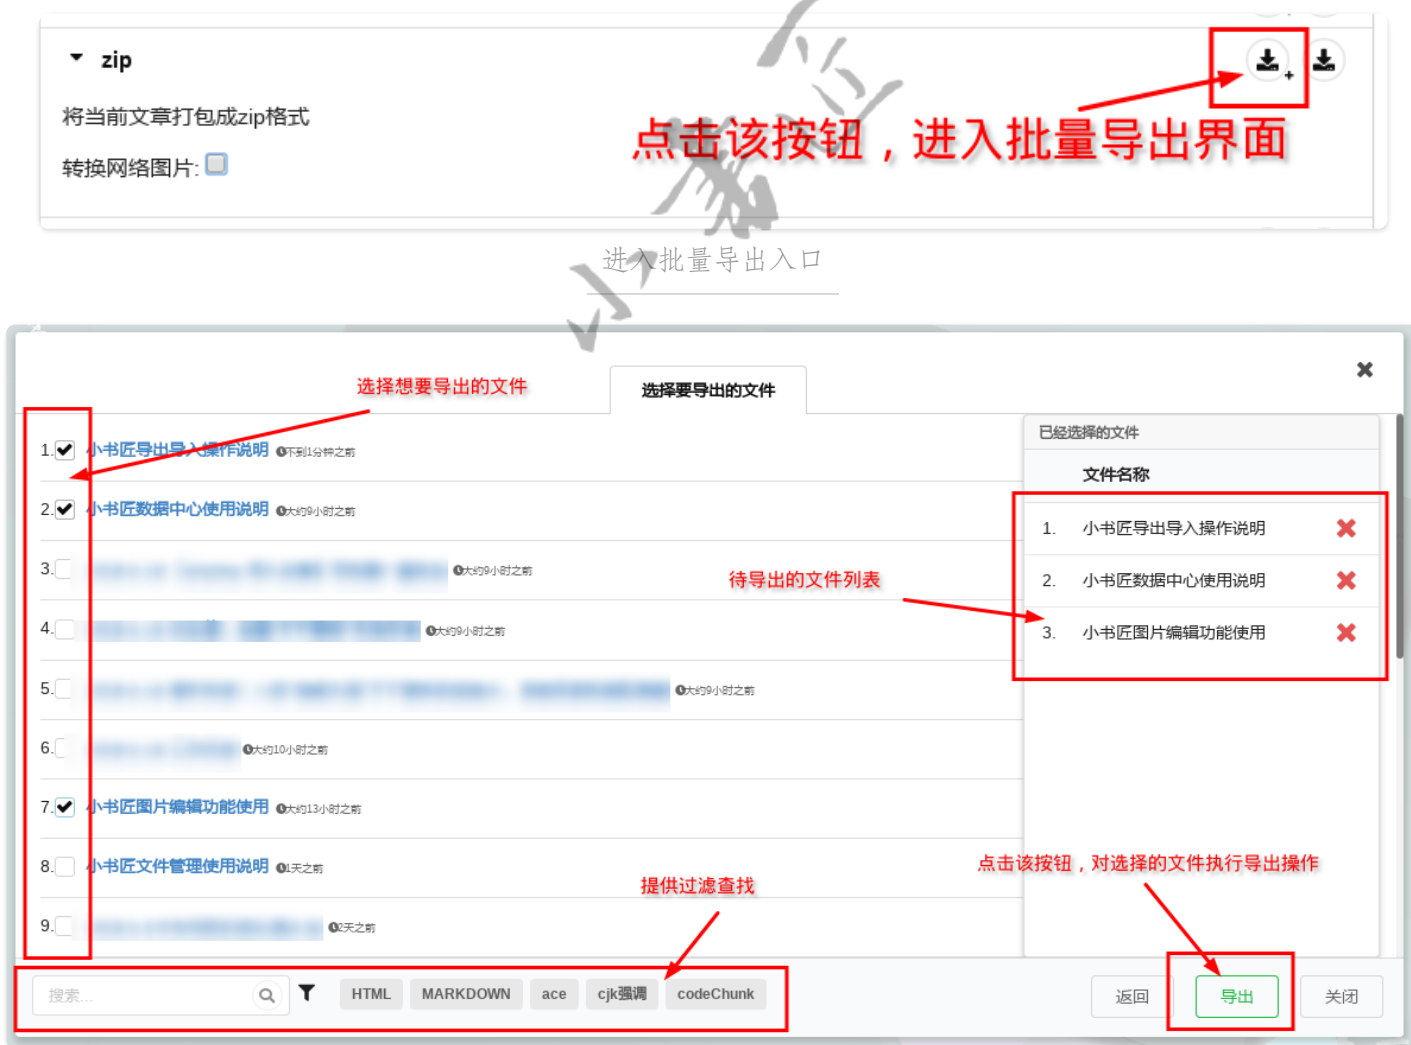 zip
将当前文章打包成zip格式
转换网络图片:
点击该按钮，进入批量导出界面
小书匠
进入批量导出入口
选择想要导出的文件
选择要导出的文件
1. 小书匠导出导入操作说明 不到1分钟之前
2. 小书匠数据中心使用说明 大约9小时之前
3. 大约9小时之前
4. 大约9小时之前
5. 大约9小时之前
6. 大约10小时之前
7. 小书匠图片编辑功能使用 大约13小时之前
8. 小书匠文件管理使用说明 1天之前
9. 2天之前
已经选择的文件
文件名称
1. 小书匠导出导入操作说明
2. 小书匠数据中心使用说明
3. 小书匠图片编辑功能使用
待导出的文件列表
点击该按钮，对选择的文件执行导出操作
提供过滤查找
搜索... HTML MARKDOWN ace cjk强调 codeChunk
返回 导出 关闭